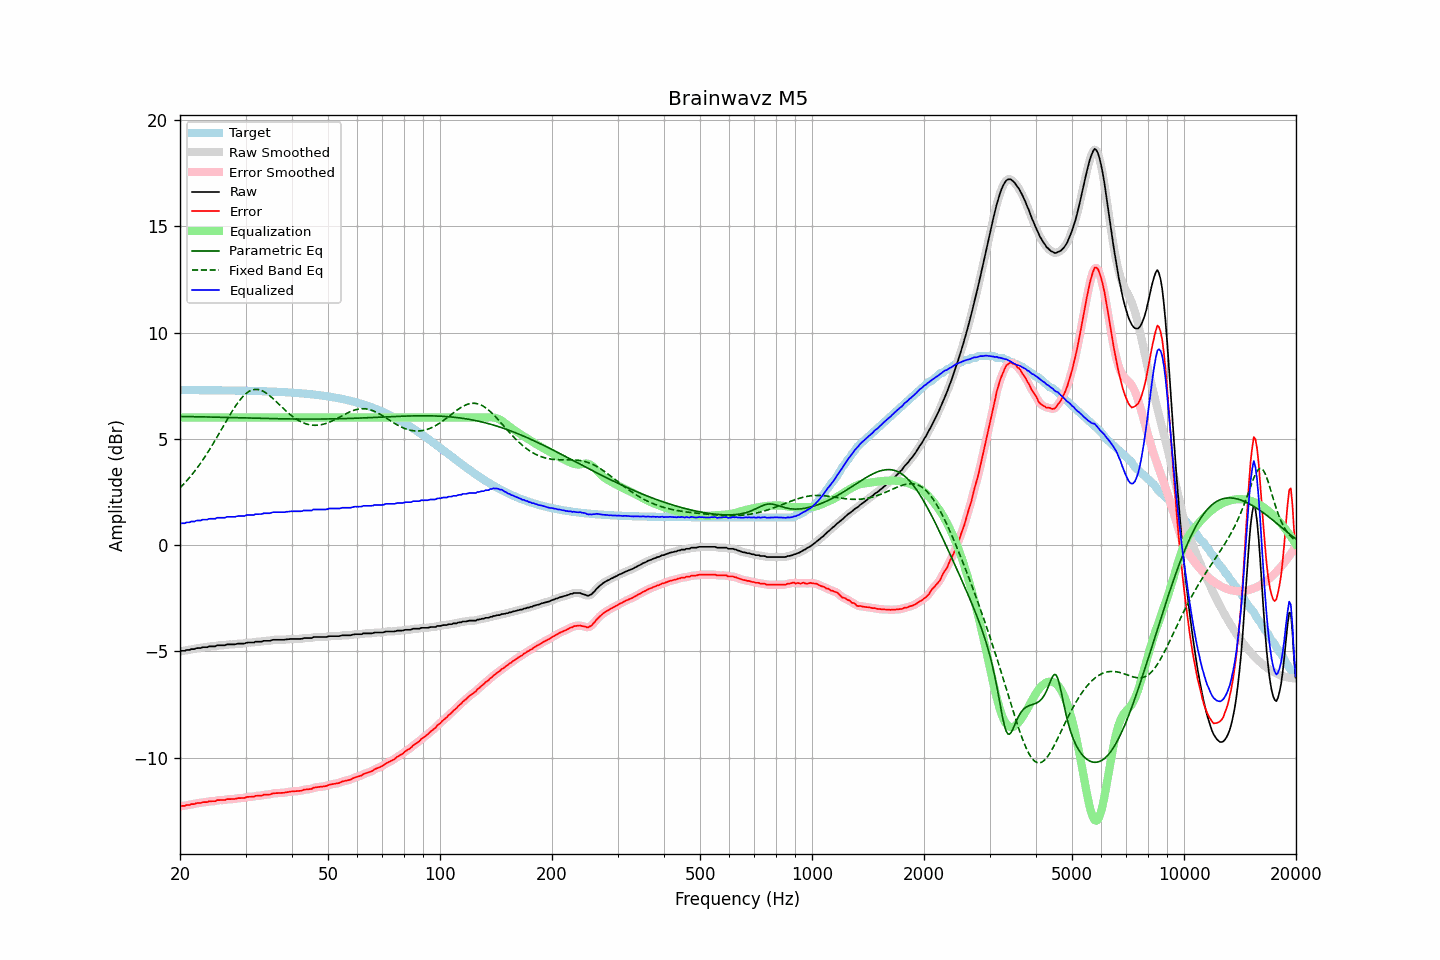 Brainwavz M5
Amplitude (dBr)
20
15
10
5
0
−5
−10
Target
Raw Smoothed
Error Smoothed
Raw
Error
Equalization
Parametric Eq
Fixed Band Eq
Equalized
20 50 100 200 500 1000 2000 5000 10000 20000
Frequency (Hz)